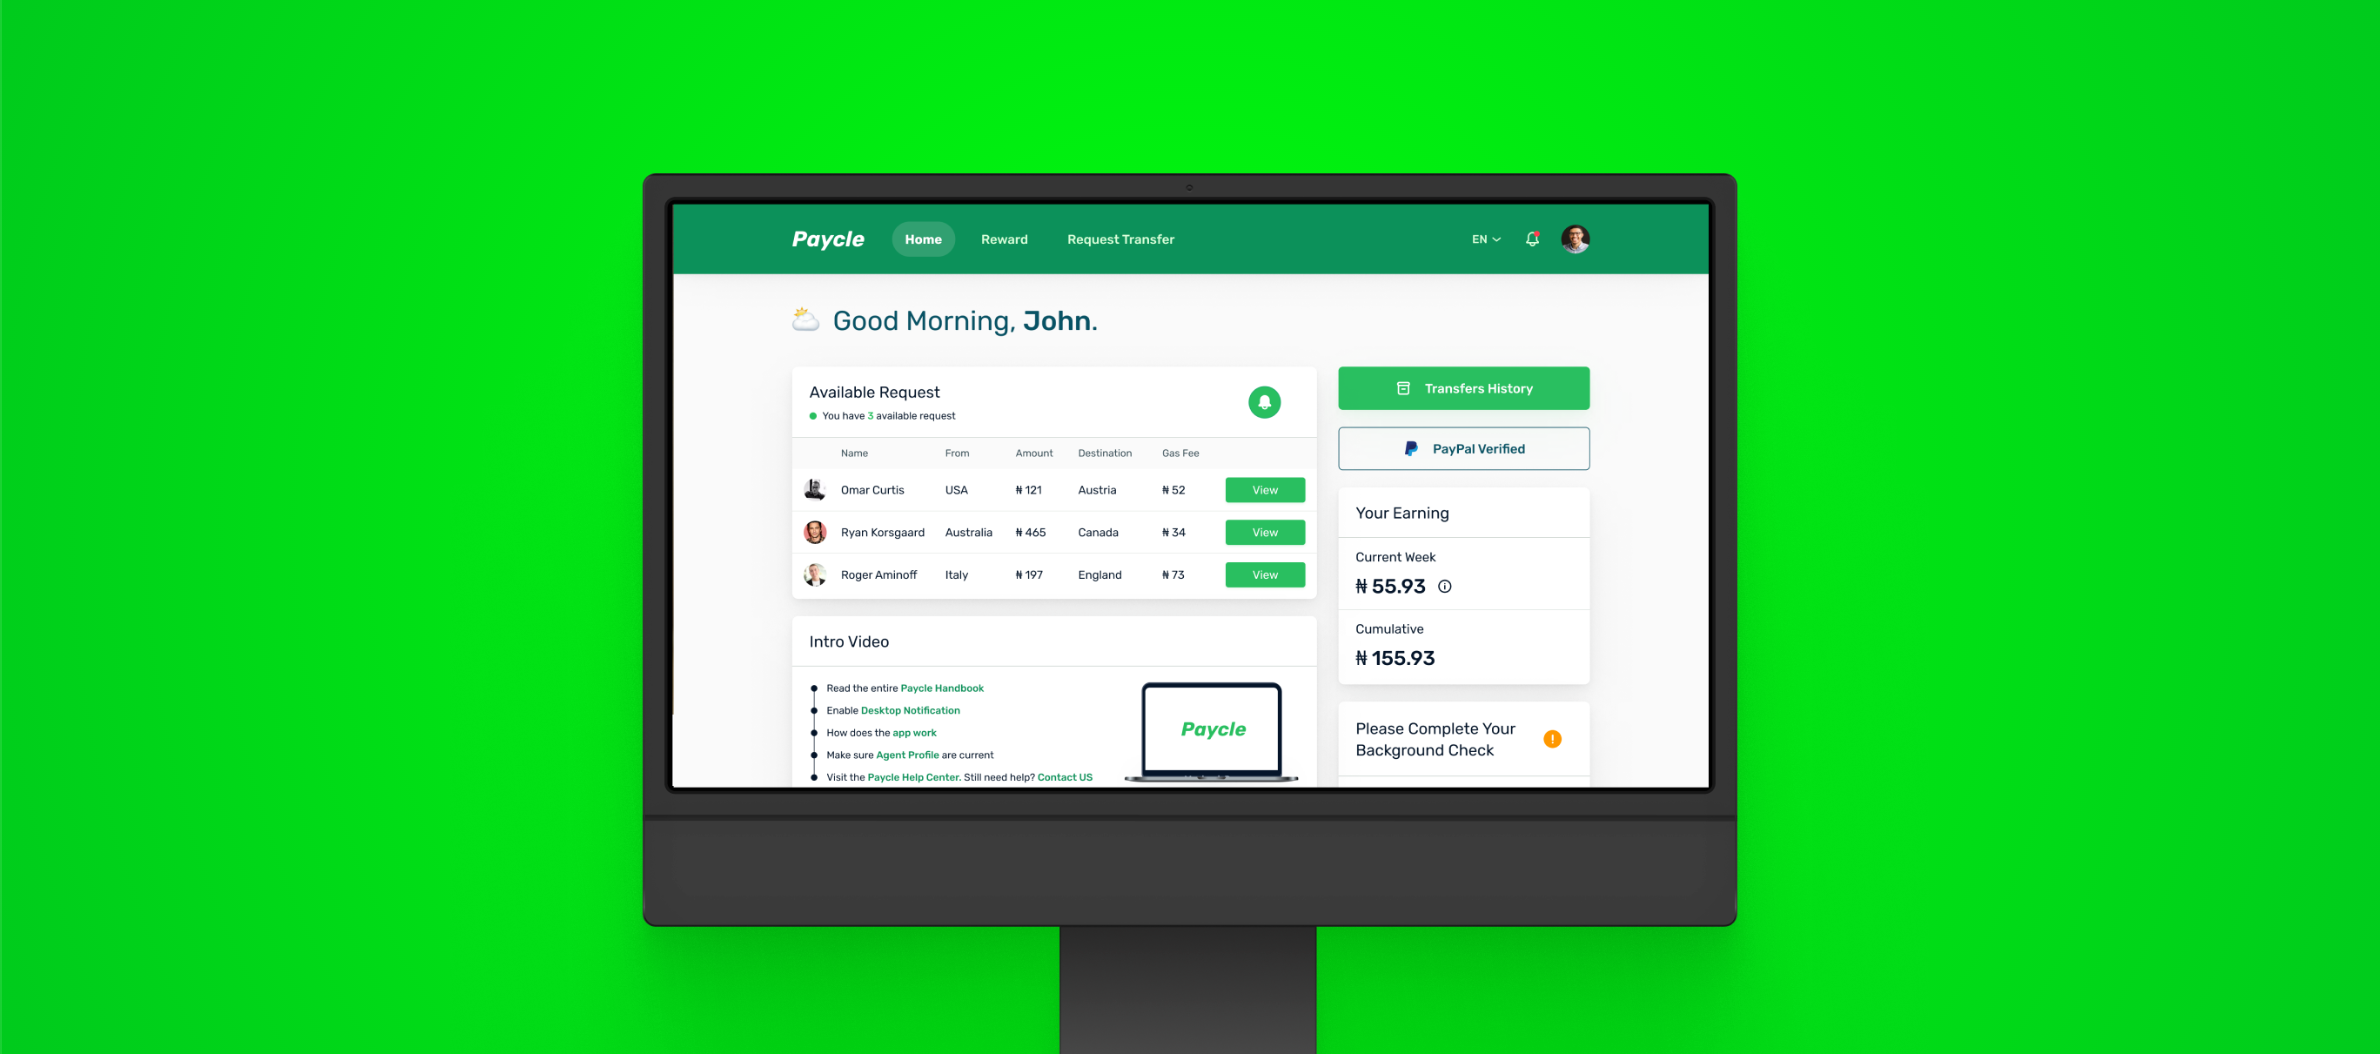 Paycle Home Reward Request Transfer EN
Good Morning, John.
Available Request
You have 3 available request
Name From Amount Destination Gas Fee
Omar Curtis USA ₦ 121 Austria ₦ 52 View
Ryan Korsgaard Australia ₦ 465 Canada ₦ 34 View
Roger Aminoff Italy ₦ 197 England ₦ 73 View
Intro Video
Read the entire Paycle Handbook
Enable Desktop Notification
How does the app work
Make sure Agent Profile are current
Visit the Paycle Help Center. Still need help? Contact US
Paycle
Transfers History
PayPal Verified
Your Earning
Current Week
₦ 55.93
Cumulative
₦ 155.93
Please Complete Your
Background Check